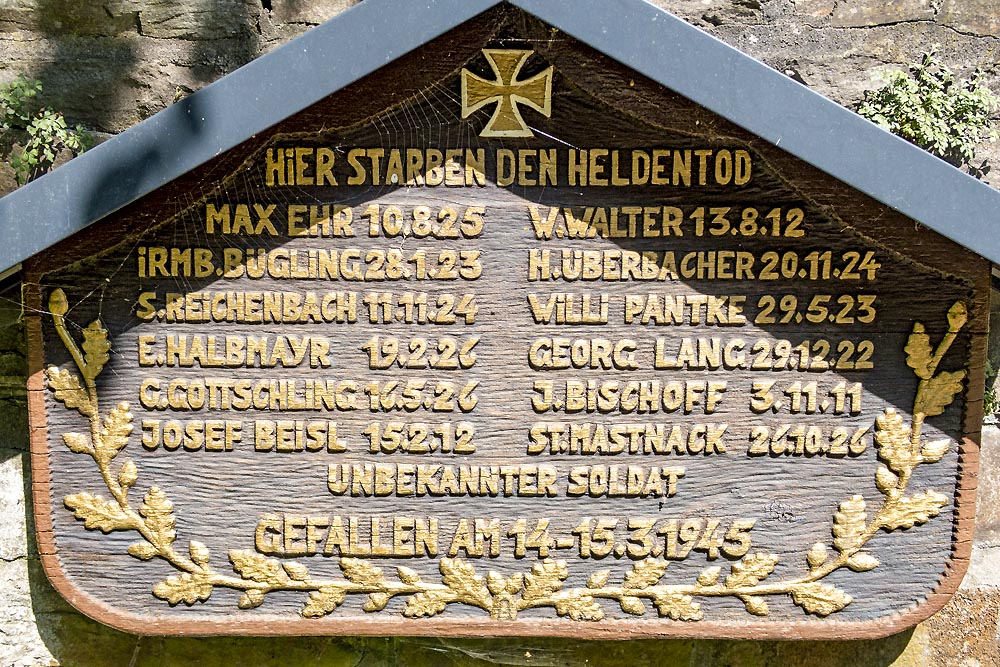 HiER STARBEN DEN HELDENTOD
MAX EHR 10.8.25 W.WALTER 13.8.12
iRMB.BÜGLING 28.1.23 H.ÜBERBACHER 20.11.24
S.REiCHENBACH 11.11.24 WiLLi PANTKE 29.5.23
E.HALBMAYR 19.2.26 GEORG LANG 29.12.22
G.GOTTSCHLING 16.5.26 J.BiSCHOFF 3.11.11
JOSEF BEISL 15.2.12 ST.MASTNACK 26.10.26
UNBEKANNTER SOLDAT
GEFALLEN AM 14-15.3.1945